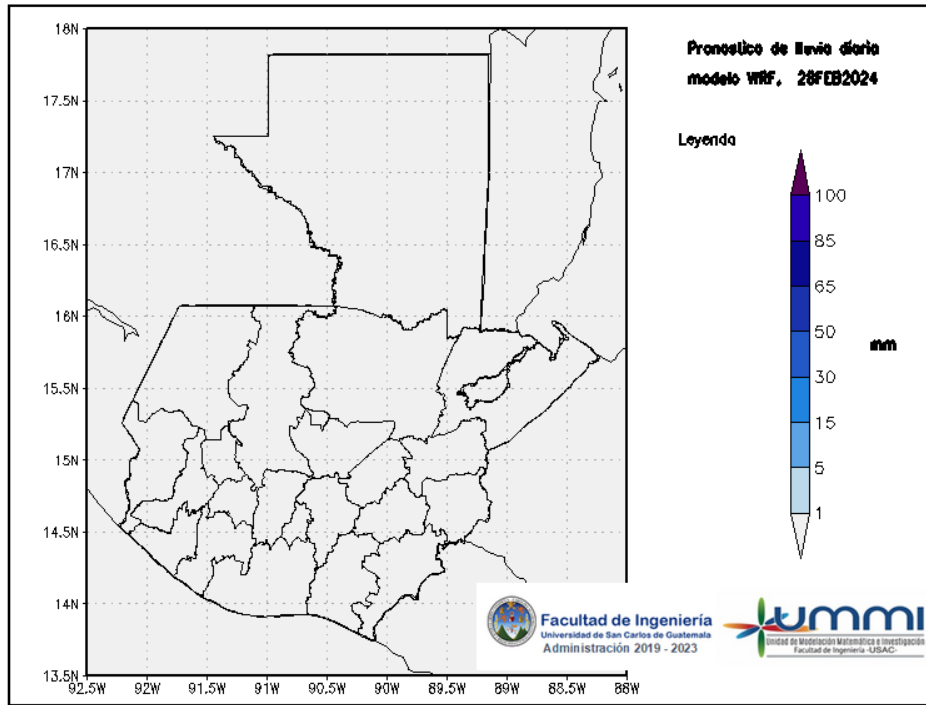 Pronostico de lluvia diaria
modelo WRF, 28FEB2024
Leyenda
18N
17.5N
17N
16.5N
16N
15.5N
15N
14.5N
14N
13.5N
92.5W 92W 91.5W 91W 90.5W 90W 89.5W 89W 88.5W 88W
100
85
65
50
30
15
5
1
mm
Facultad de Ingeniería
Universidad de San Carlos de Guatemala
Administración 2019 - 2023
ummi
Unidad de Modelación Matemática e Investigación
Facultad de Ingeniería -USAC-